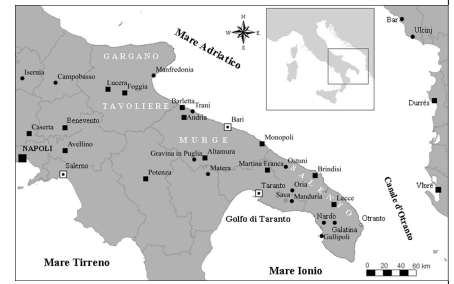 Bar
Ulcinj
Mare Adriatico
GARGANO
Isernia
Campobasso
Manfredonia
Lucera
Foggia
Durrës
TAVOLIERE
Barletta
Trani
Andria
Bari
Caserta
Benevento
MURGE
Monopoli
NAPOLI
Avellino
Gravina in Puglia
Altamura
Ostuni
Martina Franca
Salerno
Potenza
Matera
Brindisi
SALENTO
Taranto
Oria
Sava
Manduria
Lecce
Vlore
Canale d'Otranto
Golfo di Taranto
Nardò
Otranto
Galatina
Gallipoli
Mare Tirreno
Mare Ionio
0 20 40 60 km